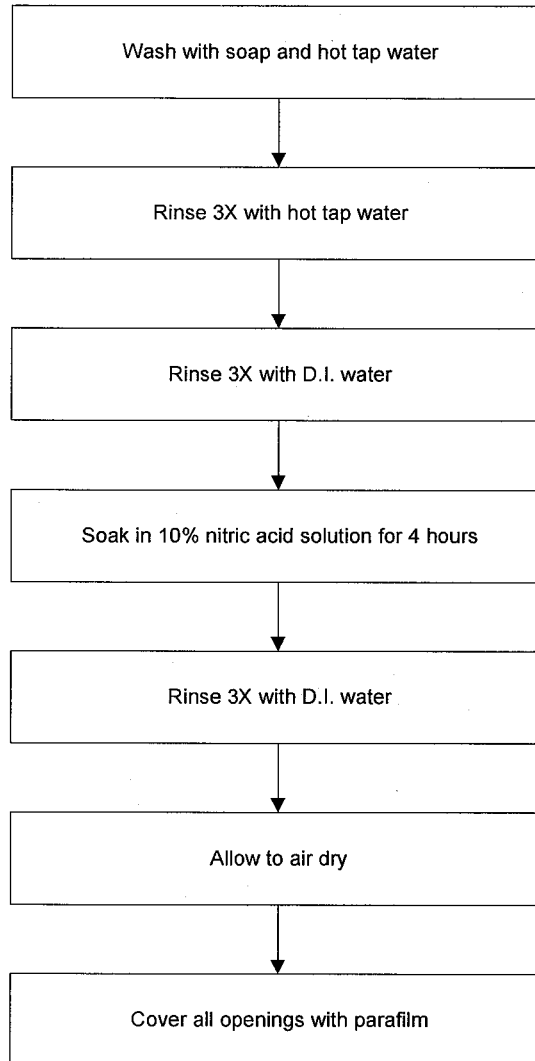 Wash with soap and hot tap water
Rinse 3X with hot tap water
Rinse 3X with D.I. water
Soak in 10% nitric acid solution for 4 hours
Rinse 3X with D.I. water
Allow to air dry
Cover all openings with parafilm